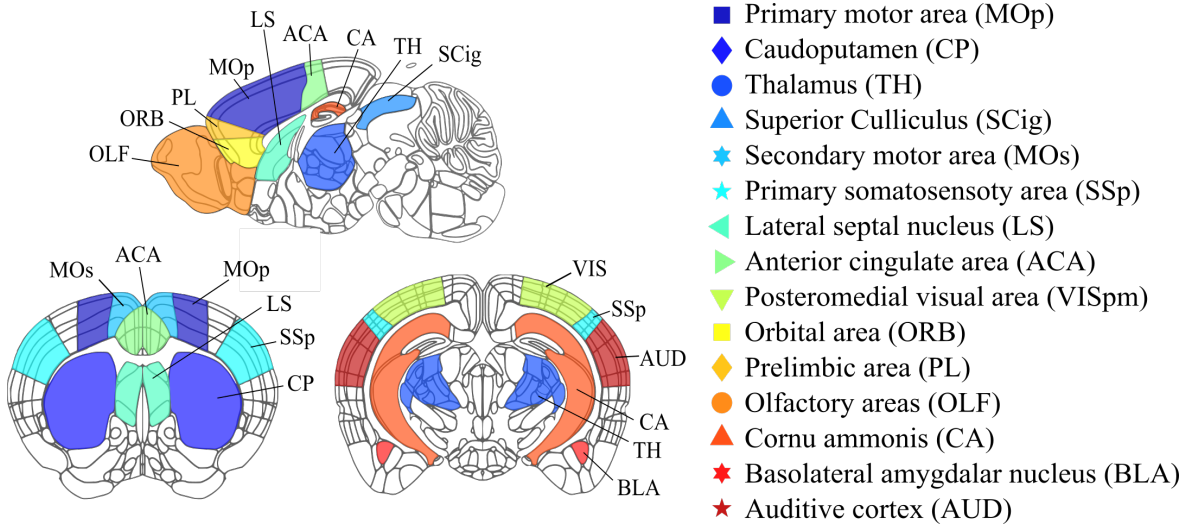 LS
ACA
CA
TH
SCig
MOp
PL
ORB
OLF
ACA
MOs
MOp
LS
SSp
CP
VIS
SSp
AUD
CA
TH
BLA
Primary motor area (MOp)
Caudoputamen (CP)
Thalamus (TH)
Superior Culliculus (SCig)
Secondary motor area (MOs)
Primary somatosensoty area (SSp)
Lateral septal nucleus (LS)
Anterior cingulate area (ACA)
Posteromedial visual area (VISpm)
Orbital area (ORB)
Prelimbic area (PL)
Olfactory areas (OLF)
Cornu ammonis (CA)
Basolateral amygdalar nucleus (BLA)
Auditive cortex (AUD)